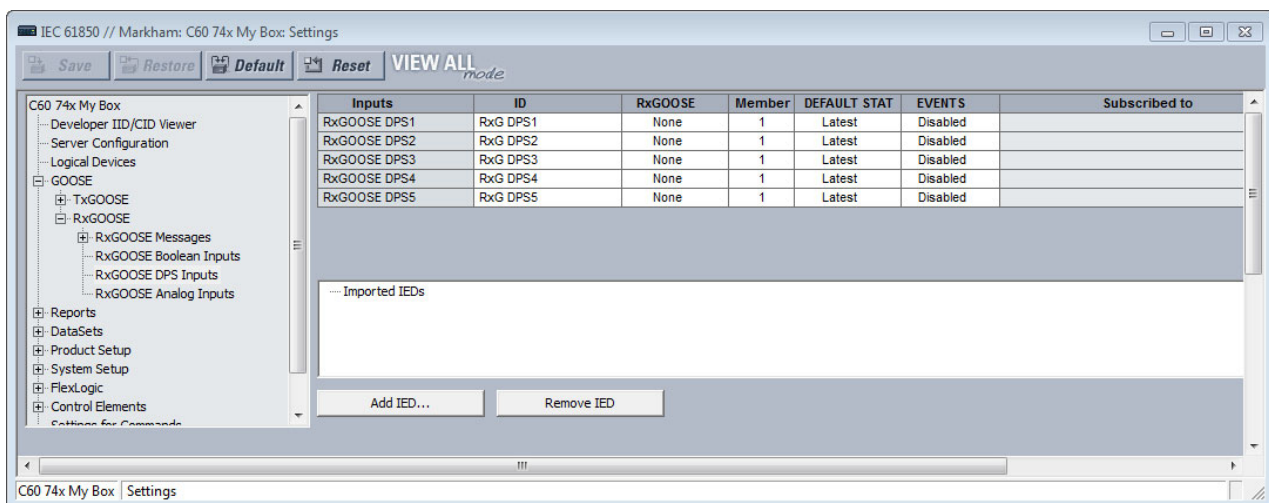 IEC 61850 // Markham: C60 74x My Box: Settings
Save Restore Default Reset VIEW ALL mode
C60 74x My Box
Developer IID/CID Viewer
Server Configuration
Logical Devices
GOOSE
TxGOOSE
RxGOOSE
RxGOOSE Messages
RxGOOSE Boolean Inputs
RxGOOSE DPS Inputs
RxGOOSE Analog Inputs
Reports
DataSets
Product Setup
System Setup
FlexLogic
Control Elements
Settings for Commands
Inputs ID RxGOOSE Member DEFAULT STAT EVENTS Subscribed to
RxGOOSE DPS1 RxG DPS1 None 1 Latest Disabled
RxGOOSE DPS2 RxG DPS2 None 1 Latest Disabled
RxGOOSE DPS3 RxG DPS3 None 1 Latest Disabled
RxGOOSE DPS4 RxG DPS4 None 1 Latest Disabled
RxGOOSE DPS5 RxG DPS5 None 1 Latest Disabled
Imported IEDs
Add IED... Remove IED
C60 74x My Box Settings